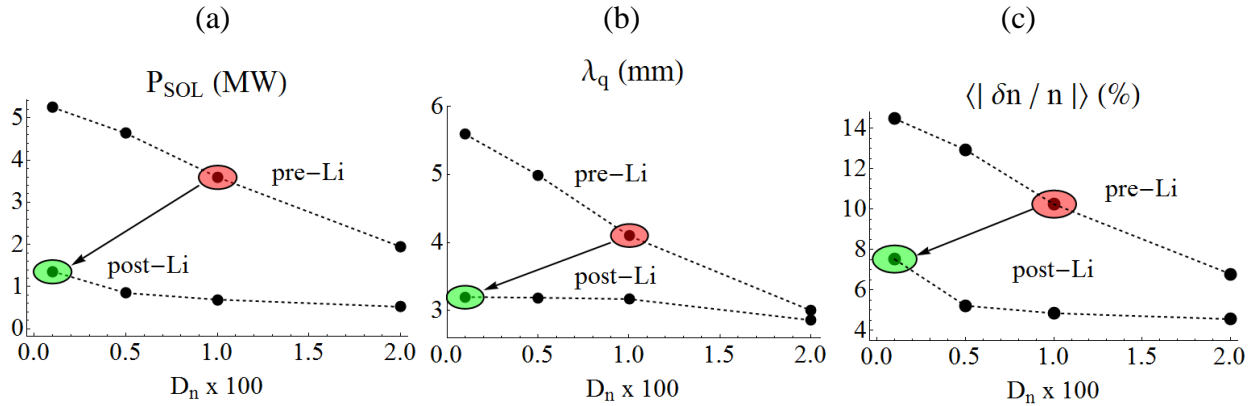 (a)
P_SOL (MW)
5
4
3
2
1
0
pre−Li
post−Li
0.0 0.5 1.0 1.5 2.0
D_n x 100
(b)
λ_q (mm)
6
5
4
3
pre−Li
post−Li
0.0 0.5 1.0 1.5 2.0
D_n x 100
(c)
⟨| δn / n |⟩ (%)
14
12
10
8
6
4
pre−Li
post−Li
0.0 0.5 1.0 1.5 2.0
D_n x 100